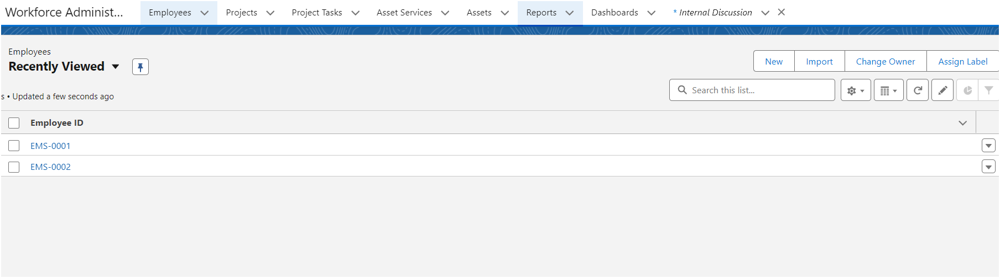 Workforce Administ... Employees Projects Project Tasks Asset Services Assets Reports Dashboards * Internal Discussion
Employees
Recently Viewed
New Import Change Owner Assign Label
Search this list...
s • Updated a few seconds ago
Employee ID
EMS-0001
EMS-0002